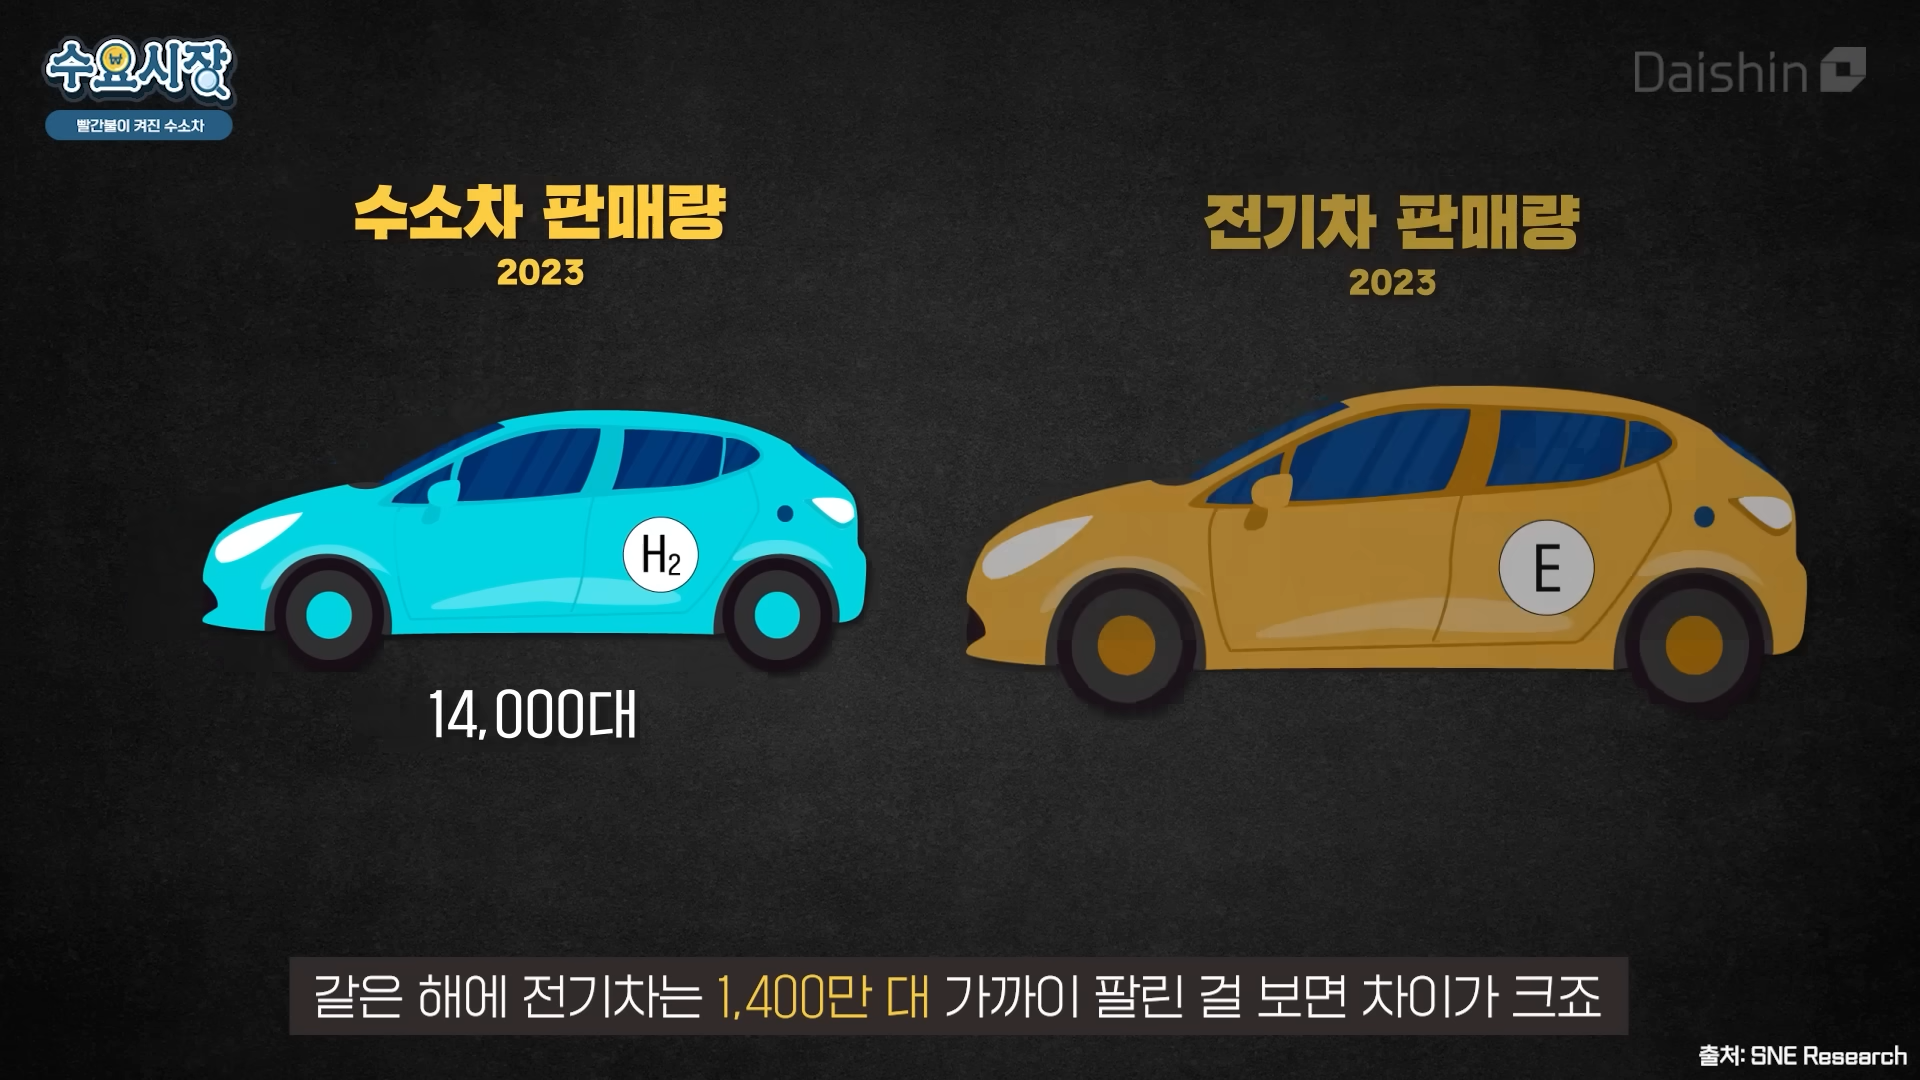 수요시장
빨간불이 켜진 수소차
Daishin
수소차 판매량
2023
전기차 판매량
2023
H₂
E
14,000대
같은 해에 전기차는 1,400만 대 가까이 팔린 걸 보면 차이가 크죠
출처: SNE Research